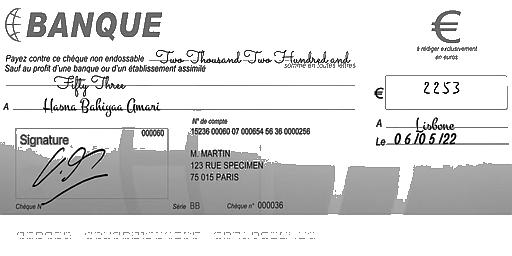 BANQUE
€
à rédiger exclusivement
en euros
Payez contre ce chèque non endossable Two Thousand Two Hundred and
Sauf au profit d'une banque ou d'un établissement assimilé
somme en toutes lettres
Fifty Three
€ 2253
A Hasna Bahiyaa Amari
A Lisbone
Le 06/05/22
Signature
000060
N° de compte
15236 00060 07 000654 56 36 0000256
M. MARTIN
123 RUE SPECIMEN
75 015 PARIS
Chèque N° Série BB Chèque n° 000036